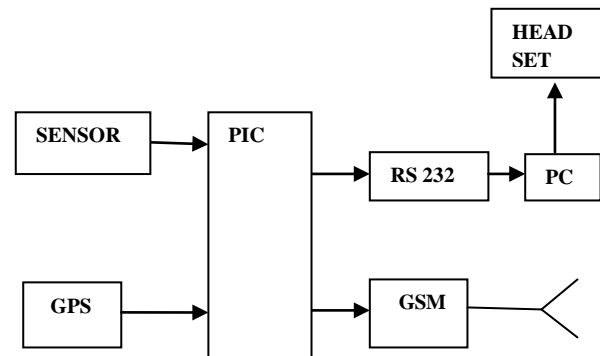 HEAD
SET
SENSOR
PIC
RS 232
PC
GPS
GSM